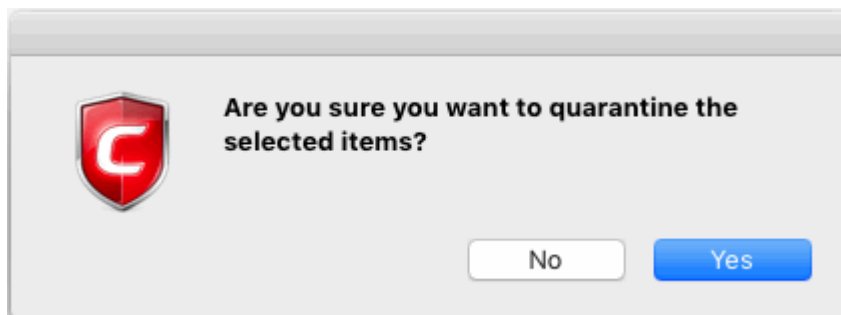 Are you sure you want to quarantine the
selected items?
C
No Yes